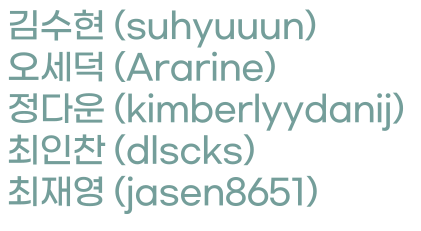 김수현 (suhyuuun)
오세덕 (Ararine)
정다운 (kimberlyydanij)
최인찬 (dlscks)
최재영 (jasen8651)